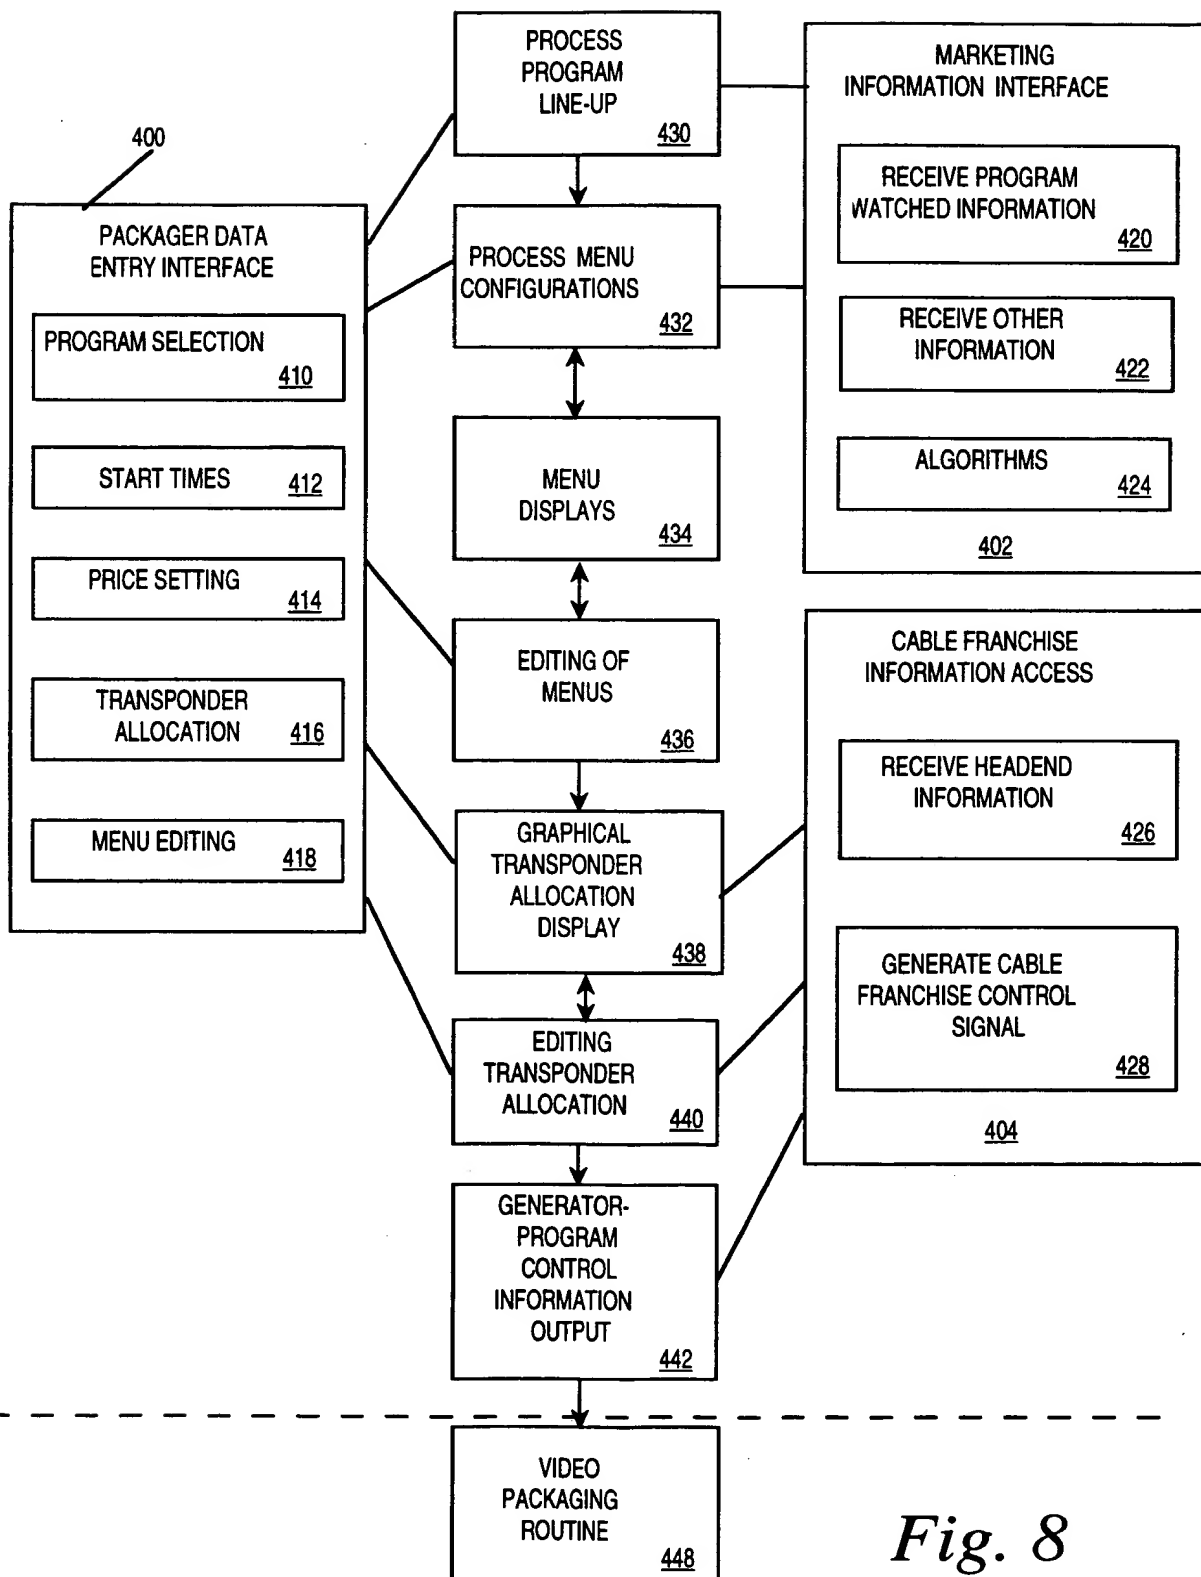 400
PACKAGER DATA
ENTRY INTERFACE
PROGRAM SELECTION
410
START TIMES 412
PRICE SETTING
414
TRANSPONDER
ALLOCATION 416
MENU EDITING 418
PROCESS
PROGRAM
LINE-UP
430
PROCESS MENU
CONFIGURATIONS
432
MENU
DISPLAYS
434
EDITING OF
MENUS
436
GRAPHICAL
TRANSPONDER
ALLOCATION
DISPLAY
438
EDITING
TRANSPONDER
ALLOCATION
440
GENERATOR-
PROGRAM
CONTROL
INFORMATION
OUTPUT
442
VIDEO
PACKAGING
ROUTINE
448
MARKETING
INFORMATION INTERFACE
RECEIVE PROGRAM
WATCHED INFORMATION
420
RECEIVE OTHER
INFORMATION
422
ALGORITHMS
424
402
CABLE FRANCHISE
INFORMATION ACCESS
RECEIVE HEADEND
INFORMATION
426
GENERATE CABLE
FRANCHISE CONTROL
SIGNAL
428
404
Fig. 8